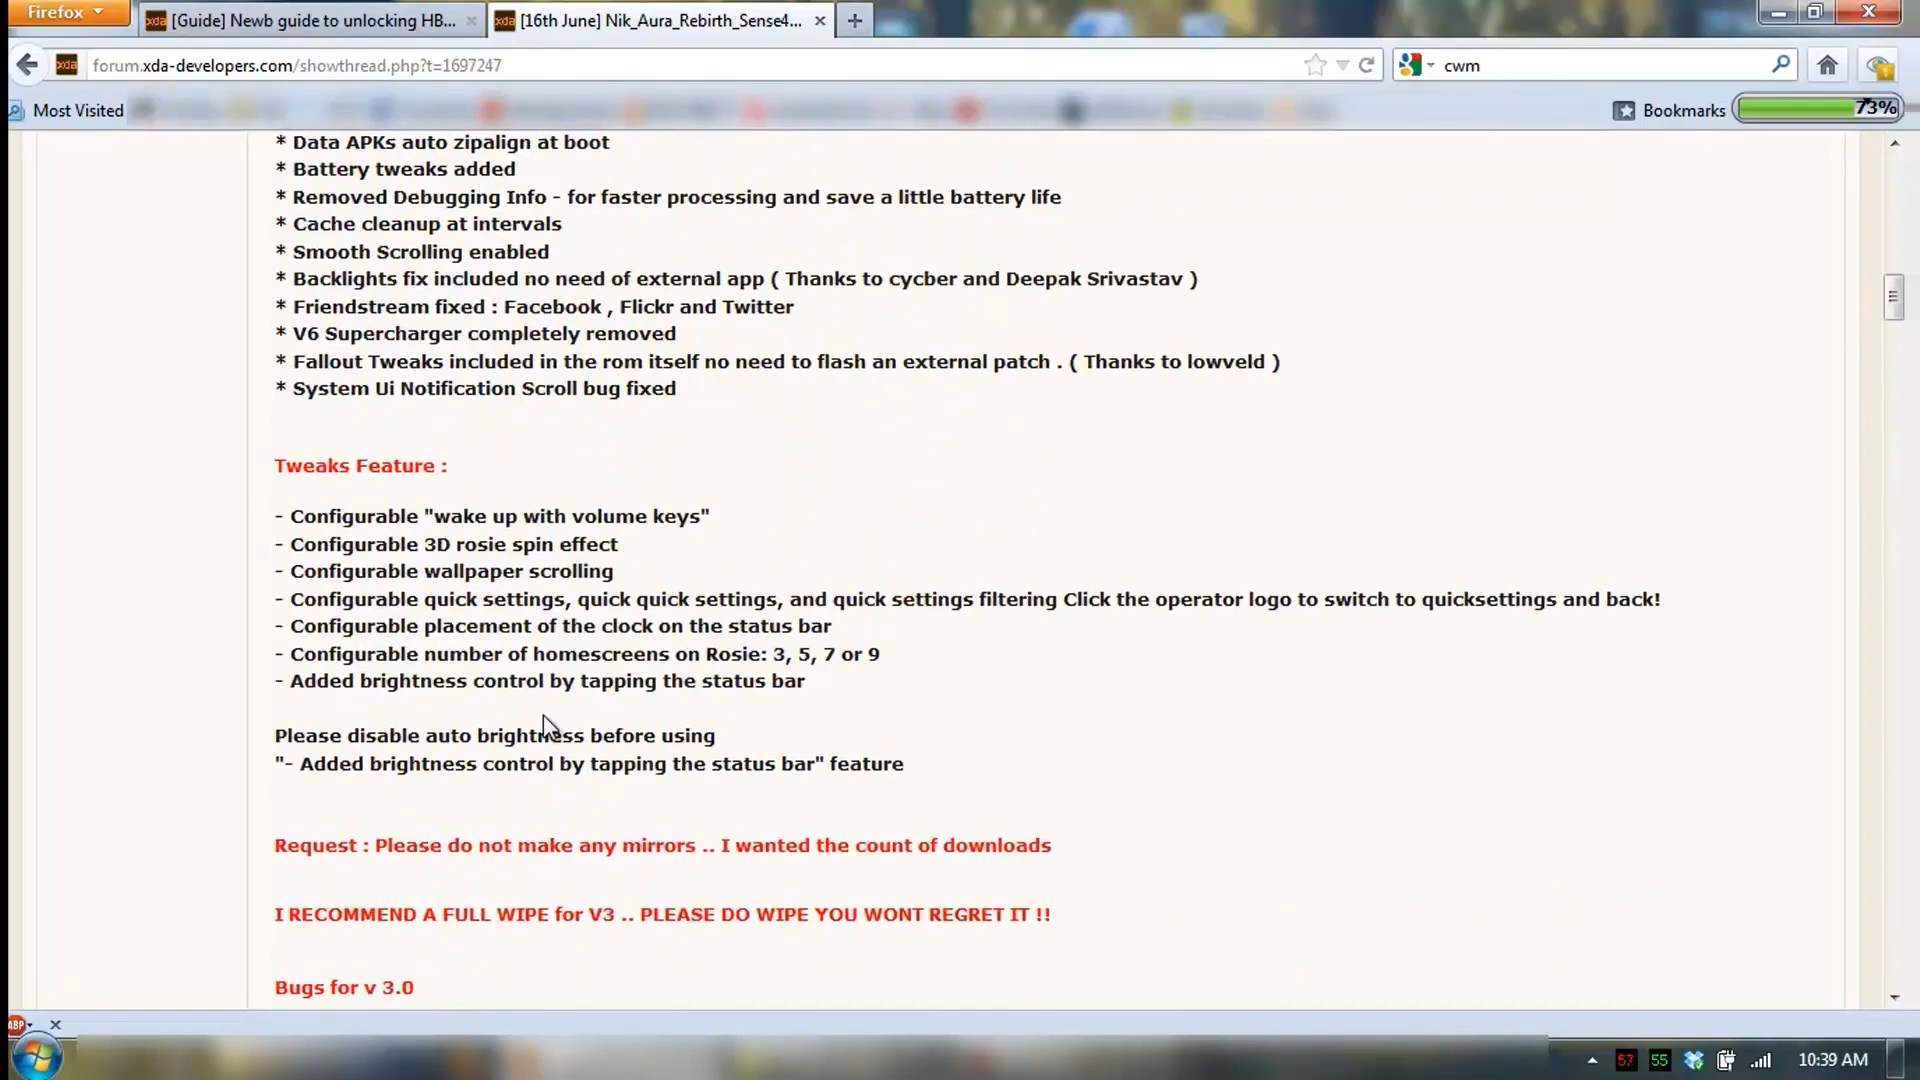 Firefox
[Guide] Newb guide to unlocking HB...
[16th June] Nik_Aura_Rebirth_Sense4...
forum.xda-developers.com/showthread.php?t=1697247
cwm
Most Visited
Bookmarks
73%
* Data APKs auto zipalign at boot
* Battery tweaks added
* Removed Debugging Info - for faster processing and save a little battery life
* Cache cleanup at intervals
* Smooth Scrolling enabled
* Backlights fix included no need of external app ( Thanks to cycber and Deepak Srivastav )
* Friendstream fixed : Facebook , Flickr and Twitter
* V6 Supercharger completely removed
* Fallout Tweaks included in the rom itself no need to flash an external patch . ( Thanks to lowveld )
* System Ui Notification Scroll bug fixed
Tweaks Feature :
- Configurable "wake up with volume keys"
- Configurable 3D rosie spin effect
- Configurable wallpaper scrolling
- Configurable quick settings, quick quick settings, and quick settings filtering Click the operator logo to switch to quicksettings and back!
- Configurable placement of the clock on the status bar
- Configurable number of homescreens on Rosie: 3, 5, 7 or 9
- Added brightness control by tapping the status bar
Please disable auto brightness before using
"- Added brightness control by tapping the status bar" feature
Request : Please do not make any mirrors .. I wanted the count of downloads
I RECOMMEND A FULL WIPE for V3 .. PLEASE DO WIPE YOU WONT REGRET IT !!
Bugs for v 3.0
ABP
57
55
10:39 AM